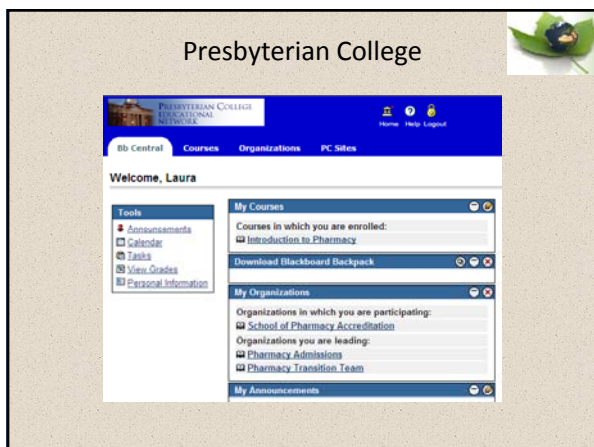 Presbyterian College
PRESBYTERIAN COLLEGE
EDUCATIONAL
NETWORK
Home Help Logout
Bb Central Courses Organizations PC Sites
Welcome, Laura
Tools
Announcements
Calendar
Tasks
View Grades
Personal Information
My Courses
Courses in which you are enrolled:
Introduction to Pharmacy
Download Blackboard Backpack
My Organizations
Organizations in which you are participating:
School of Pharmacy Accreditation
Organizations you are leading:
Pharmacy Admissions
Pharmacy Transition Team
My Announcements